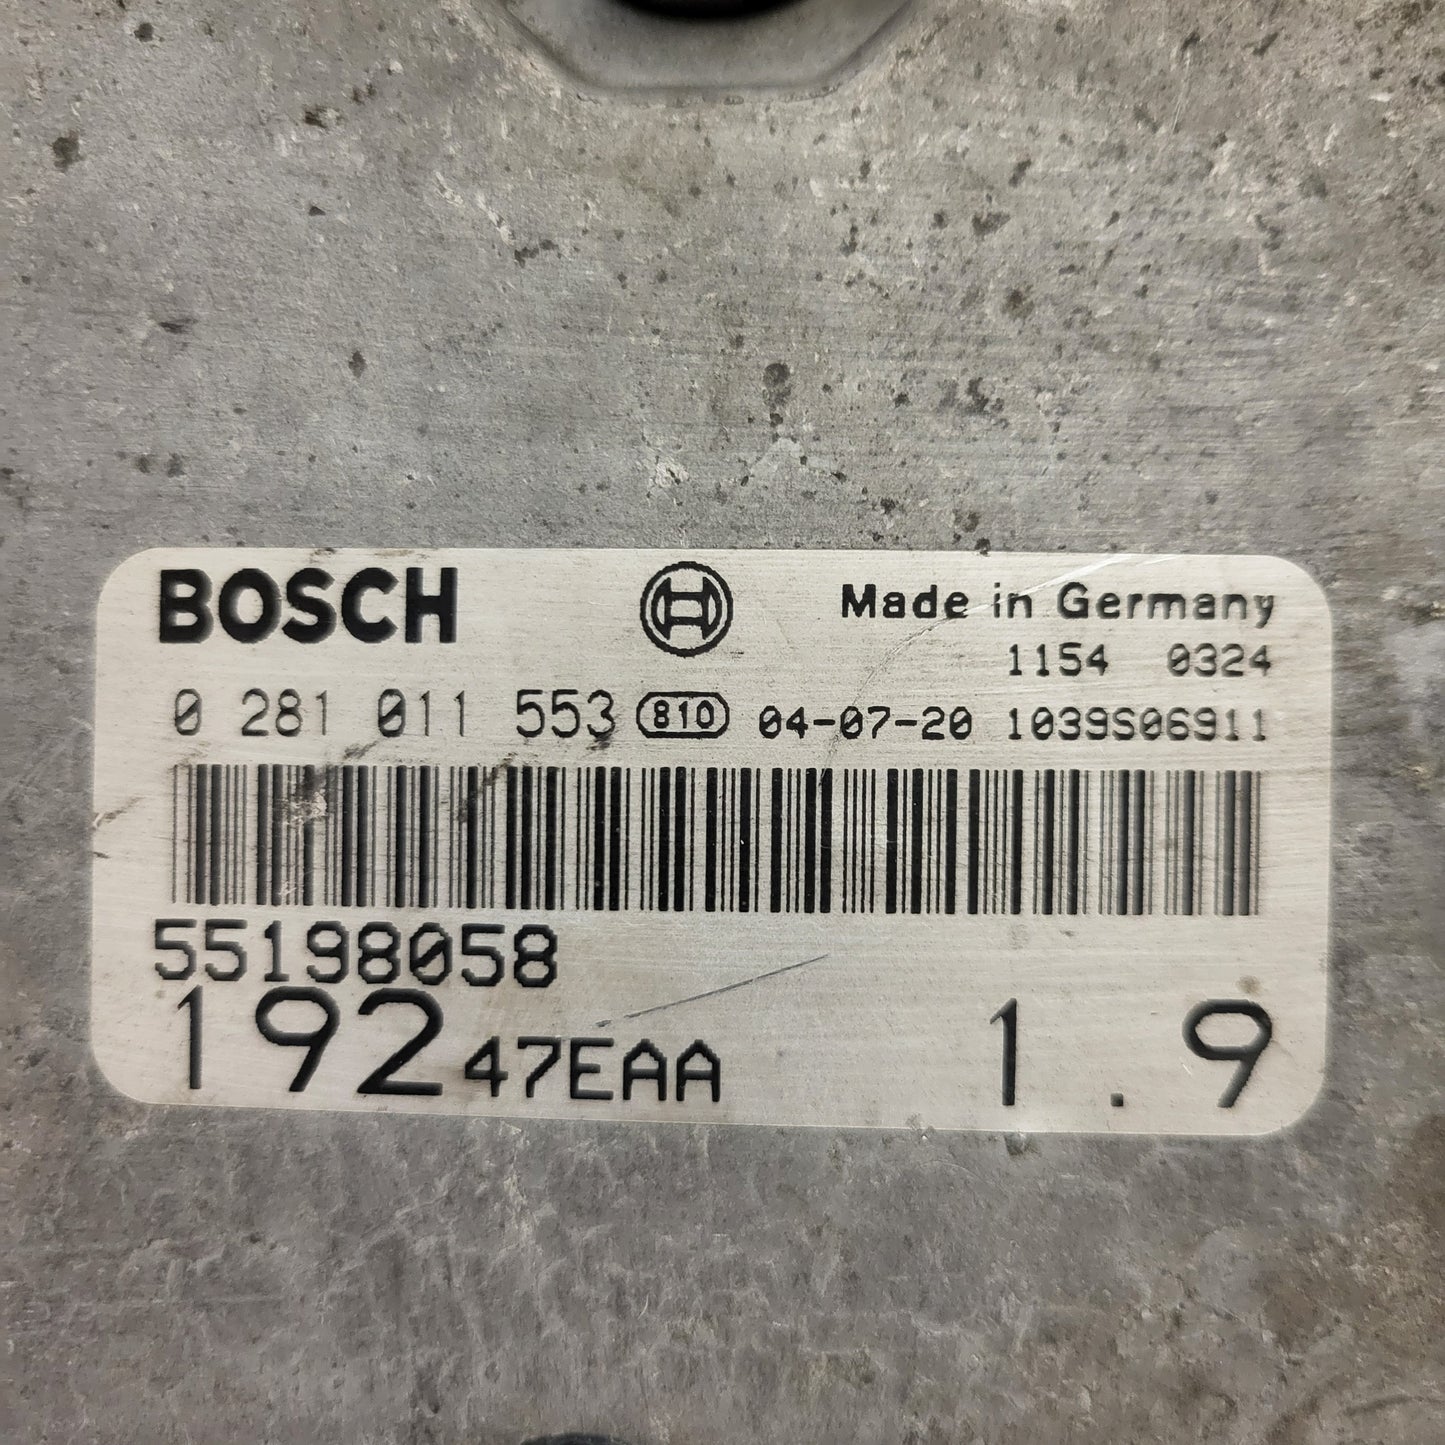 BOSCH Made in Germany
1154 0324
0 281 011 553 810 04-07-20 1039S06911
55198058
192 47EAA 1.9